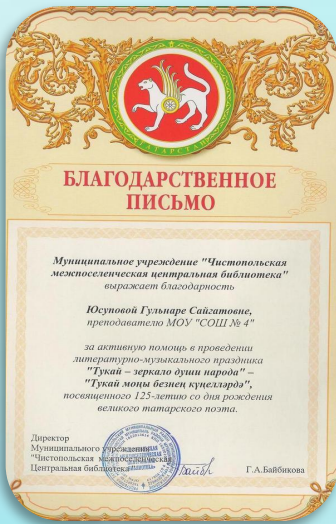 ТАТАРСТАН
БЛАГОДАРСТВЕННОЕ
ПИСЬМО
Муниципальное учреждение "Чистопольская
межпоселенческая центральная библиотека"
выражает благодарность
Юсуповой Гульнаре Сайгатовне,
преподавателю МОУ "СОШ № 4"
за активную помощь в проведении
литературно-музыкального праздника
"Тукай – зеркало души народа" –
"Тукай моңы безнең күңелләрдә",
посвященного 125-летию со дня рождения
великого татарского поэта.
Директор
Муниципального учреждения
"Чистопольская межпоселенческая
Центральная библиотека"
Г.А.Байбикова